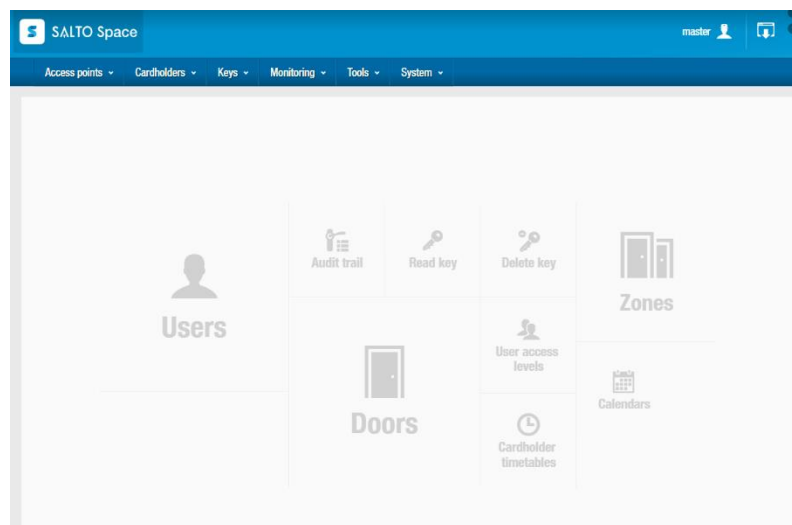 SALTO Space
master
Access points
Cardholders
Keys
Monitoring
Tools
System
Users
Audit trail
Read key
Delete key
Zones
Doors
User access
levels
Calendars
Cardholder
timetables